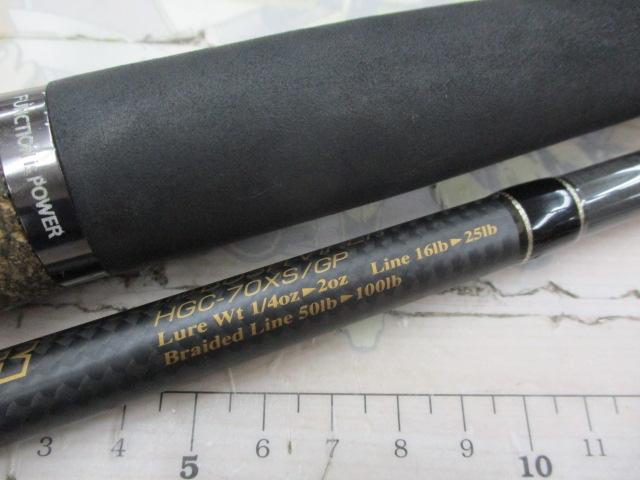 FUNCTION & POWER
HGC-70XS/GP
Lure Wt 1/4oz►2oz Line 16lb►25lb
Braided Line 50lb►100lb
3 4 5 6 7 8 9 10 11